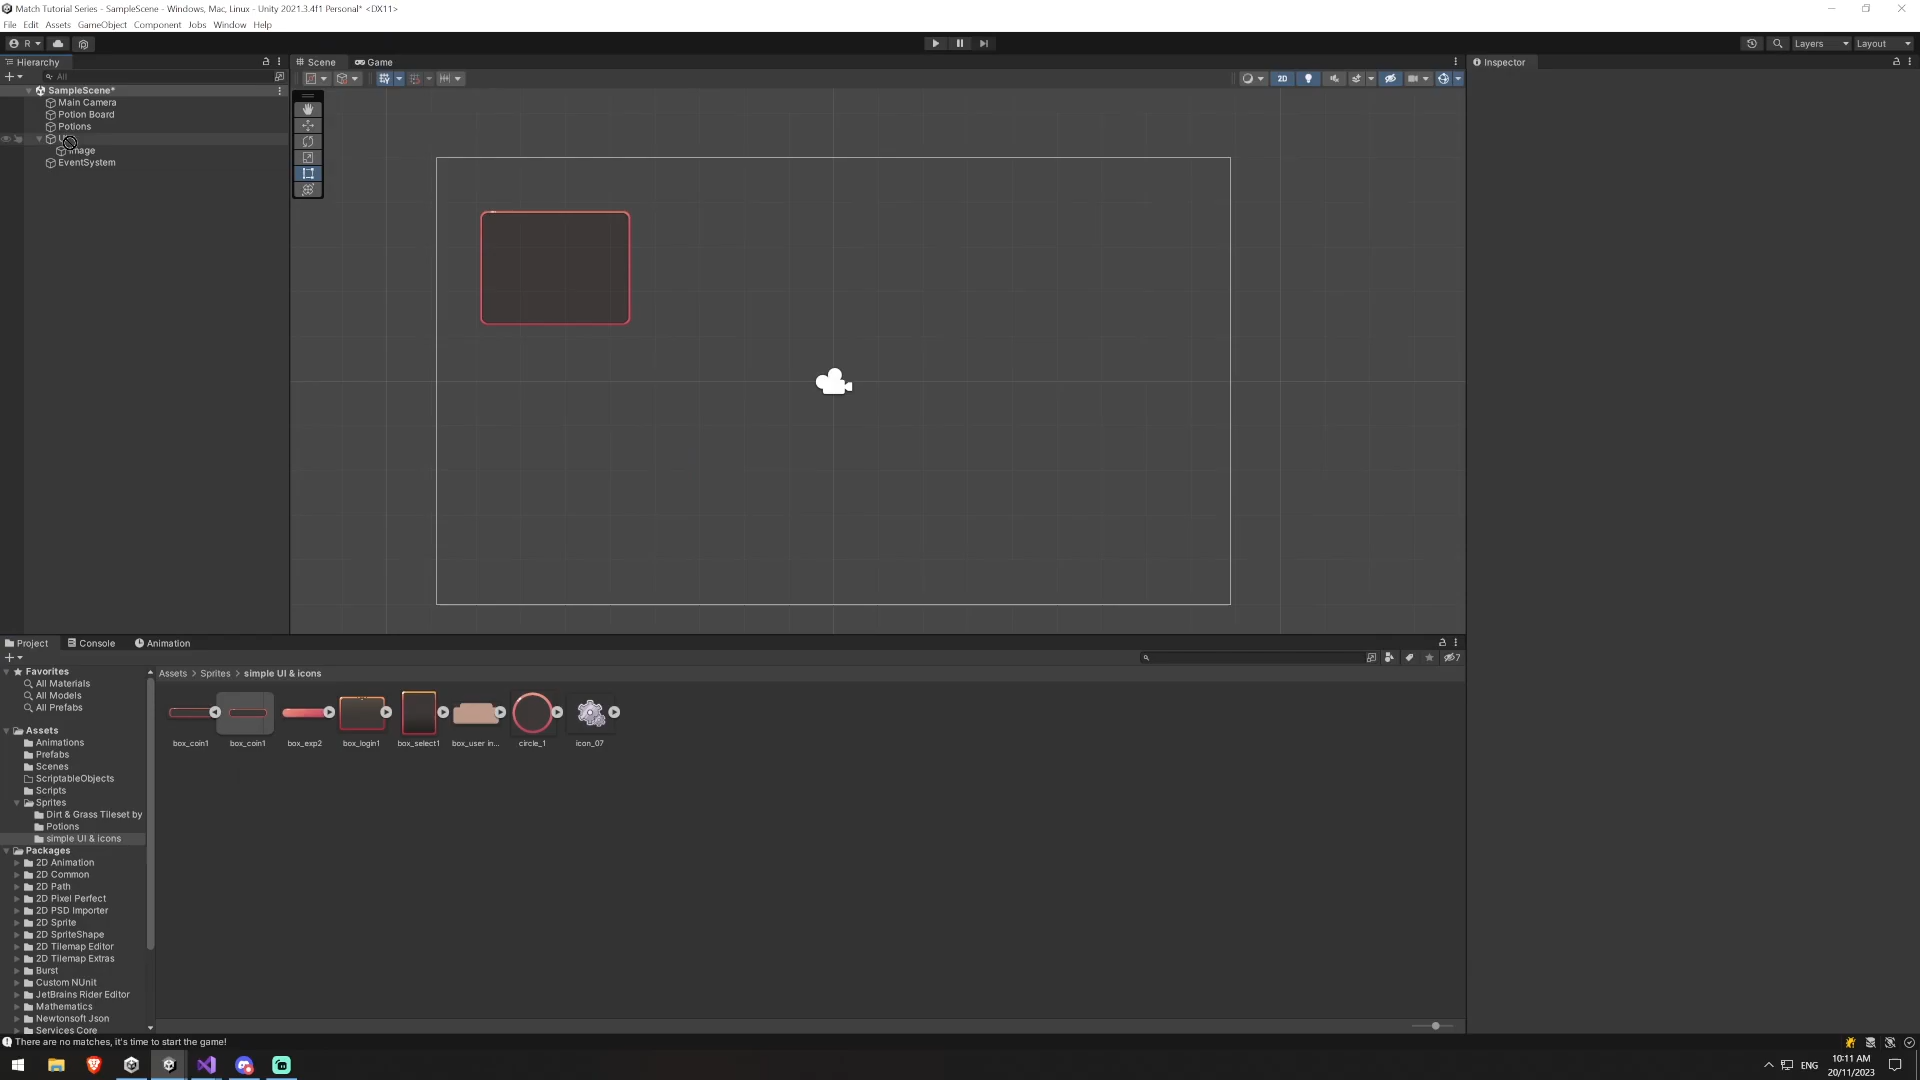 Match Tutorial Series - SampleScene - Windows, Mac, Linux - Unity 2021.3.4f1 Personal* <DX11>
File Edit Assets GameObject Component Jobs Window Help
R
Layers
Layout
Hierarchy
All
SampleScene*
Main Camera
Potion Board
Potions
Image
EventSystem
Scene
Game
2D
Inspector
Project
Console
Animation
7
Favorites
All Materials
All Models
All Prefabs
Assets
Animations
Prefabs
Scenes
ScriptableObjects
Scripts
Sprites
Dirt & Grass Tileset by
Potions
simple UI & icons
Packages
2D Animation
2D Common
2D Path
2D Pixel Perfect
2D PSD Importer
2D Sprite
2D SpriteShape
2D Tilemap Editor
2D Tilemap Extras
Burst
Custom NUnit
JetBrains Rider Editor
Mathematics
Newtonsoft Json
Services Core
Assets > Sprites > simple UI & icons
box_coin1
box_coin1
box_exp2
box_login1
box_select1
box_user in...
circle_1
icon_07
There are no matches, it's time to start the game!
ENG
10:11 AM
20/11/2023